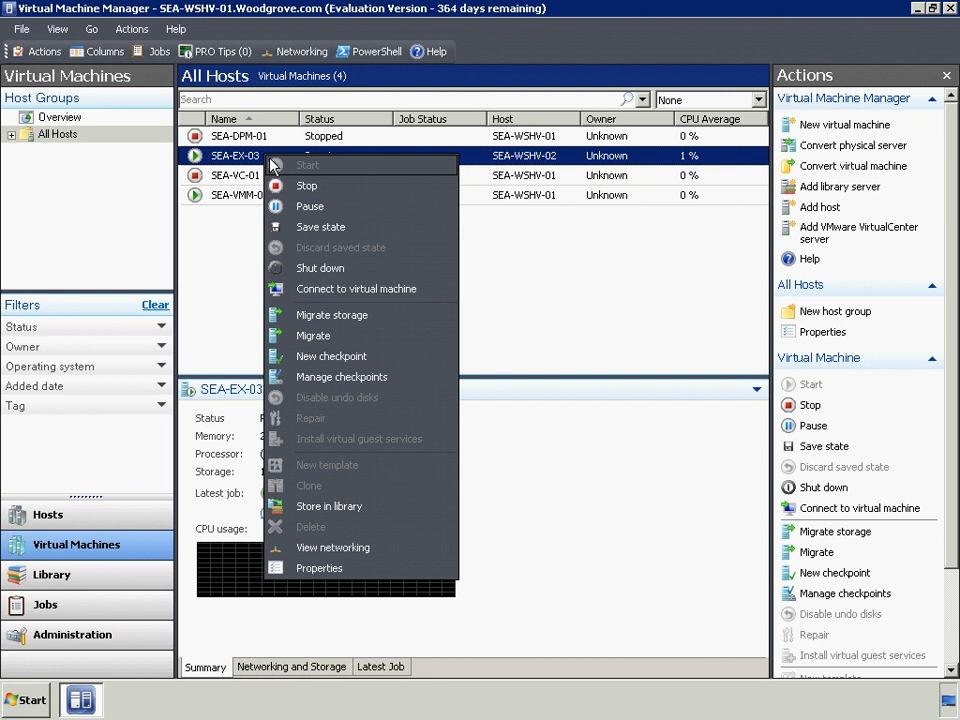 Virtual Machine Manager - SEA-WSHV-01.Woodgrove.com (Evaluation Version - 364 days remaining)
File View Go Actions Help
Actions Columns Jobs PRO Tips (0) Networking PowerShell Help
Virtual Machines
Host Groups
Overview
All Hosts
Filters Clear
Status
Owner
Operating system
Added date
Tag
Hosts
Virtual Machines
Library
Jobs
Administration
All Hosts Virtual Machines (4)
Search None
Name Status Job Status Host Owner CPU Average
SEA-DPM-01 Stopped SEA-WSHV-01 Unknown 0 %
SEA-EX-03 SEA-WSHV-02 Unknown 1 %
SEA-VC-01 SEA-WSHV-01 Unknown 0 %
SEA-VMM-0 SEA-WSHV-01 Unknown 0 %
Start
Stop
Pause
Save state
Discard saved state
Shut down
Connect to virtual machine
Migrate storage
Migrate
New checkpoint
Manage checkpoints
Disable undo disks
Repair
Install virtual guest services
New template
Clone
Store in library
Delete
View networking
Properties
SEA-EX-03
Status
Memory: 2
Processor:
Storage: 1
Latest job:
CPU usage:
Summary Networking and Storage Latest Job
Actions
Virtual Machine Manager
New virtual machine
Convert physical server
Convert virtual machine
Add library server
Add host
Add VMware VirtualCenter
server
Help
All Hosts
New host group
Properties
Virtual Machine
Start
Stop
Pause
Save state
Discard saved state
Shut down
Connect to virtual machine
Migrate storage
Migrate
New checkpoint
Manage checkpoints
Disable undo disks
Repair
Install virtual guest services
Start